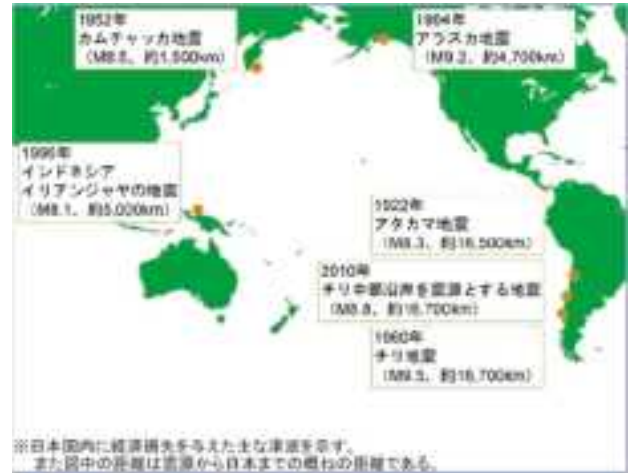 1952年
カムチャッカ地震
(M9.0、約1,500km)
1964年
アラスカ地震
(M9.2、約4,700km)
1996年
インドネシア
イリアンジャヤの地震
(M8.1、約5,000km)
1922年
アタカマ地震
(M8.3、約16,500km)
2010年
チリ中部沿岸を震源とする地震
(M8.8、約16,700km)
1960年
チリ地震
(M9.5、約16,700km)
※日本国内に経済損失を与えた主な津波を示す。
また図中の距離は震源から日本までの概ねの距離である。